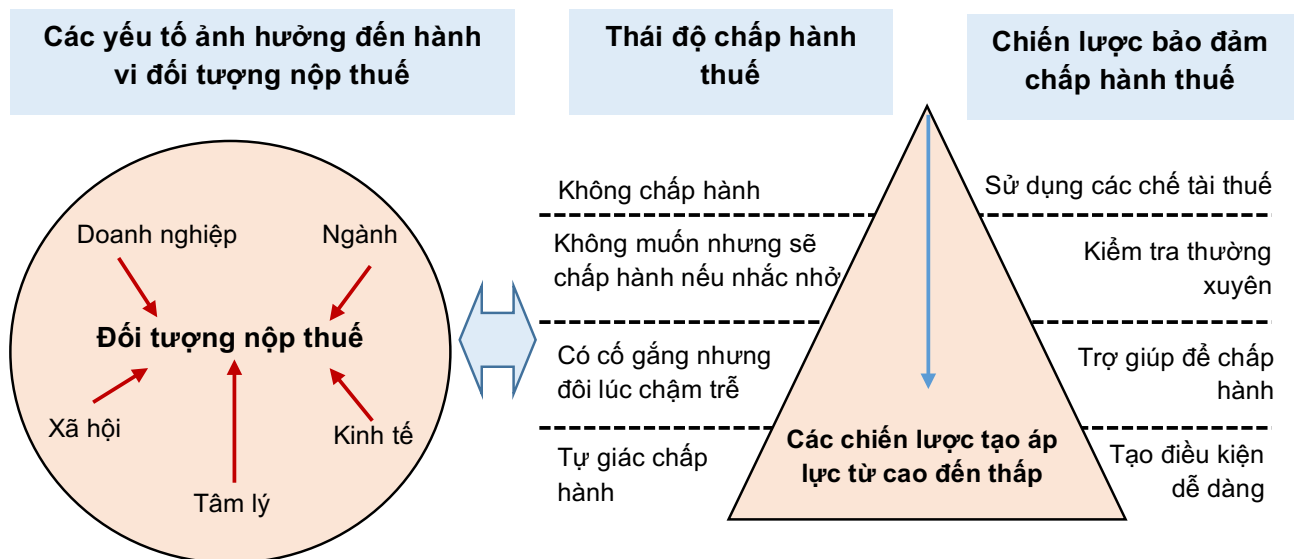 Các yếu tố ảnh hưởng đến hành
vi đối tượng nộp thuế
Thái độ chấp hành
thuế
Chiến lược bảo đảm
chấp hành thuế
Doanh nghiệp
Ngành
Đối tượng nộp thuế
Xã hội
Kinh tế
Tâm lý
Không chấp hành
Không muốn nhưng sẽ
chấp hành nếu nhắc nhở
Có cố gắng nhưng
đôi lúc chậm trễ
Tự giác chấp
hành
Các chiến lược tạo áp
lực từ cao đến thấp
Sử dụng các chế tài thuế
Kiểm tra thường
xuyên
Trợ giúp để chấp
hành
Tạo điều kiện
dễ dàng